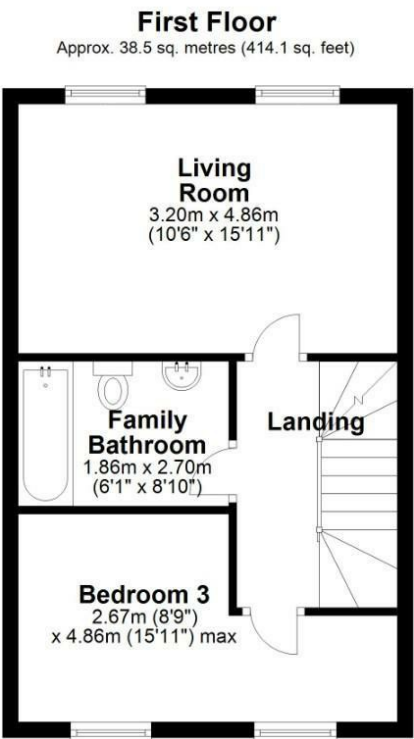 First Floor
Approx. 38.5 sq. metres (414.1 sq. feet)
Living
Room
3.20m x 4.86m
(10'6" x 15'11")
Family
Bathroom
1.86m x 2.70m
(6'1" x 8'10")
Landing
Bedroom 3
2.67m (8'9")
x 4.86m (15'11") max